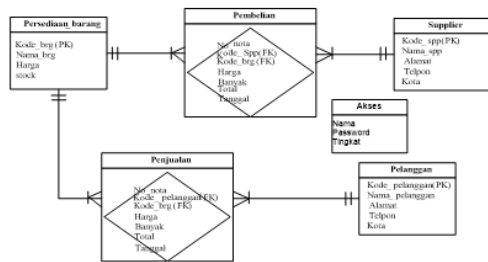 Persediaan_barang
Kode_brg (PK)
Nama_brg
Harga
stock
Pembelian
No_nota
Kode_Spp(FK)
Kode_brg (FK)
Harga
Banyak
Total
Tanggal
Supplier
Kode_spp(PK)
Nama_spp
Alamat
Telpon
Kota
Akses
Nama
Password
Tingkat
Penjualan
No_nota
Kode_pelanggan(FK)
Kode_brg (FK)
Harga
Banyak
Total
Tanggal
Pelanggan
Kode_pelanggan(PK)
Nama_pelanggan
Alamat
Telpon
Kota